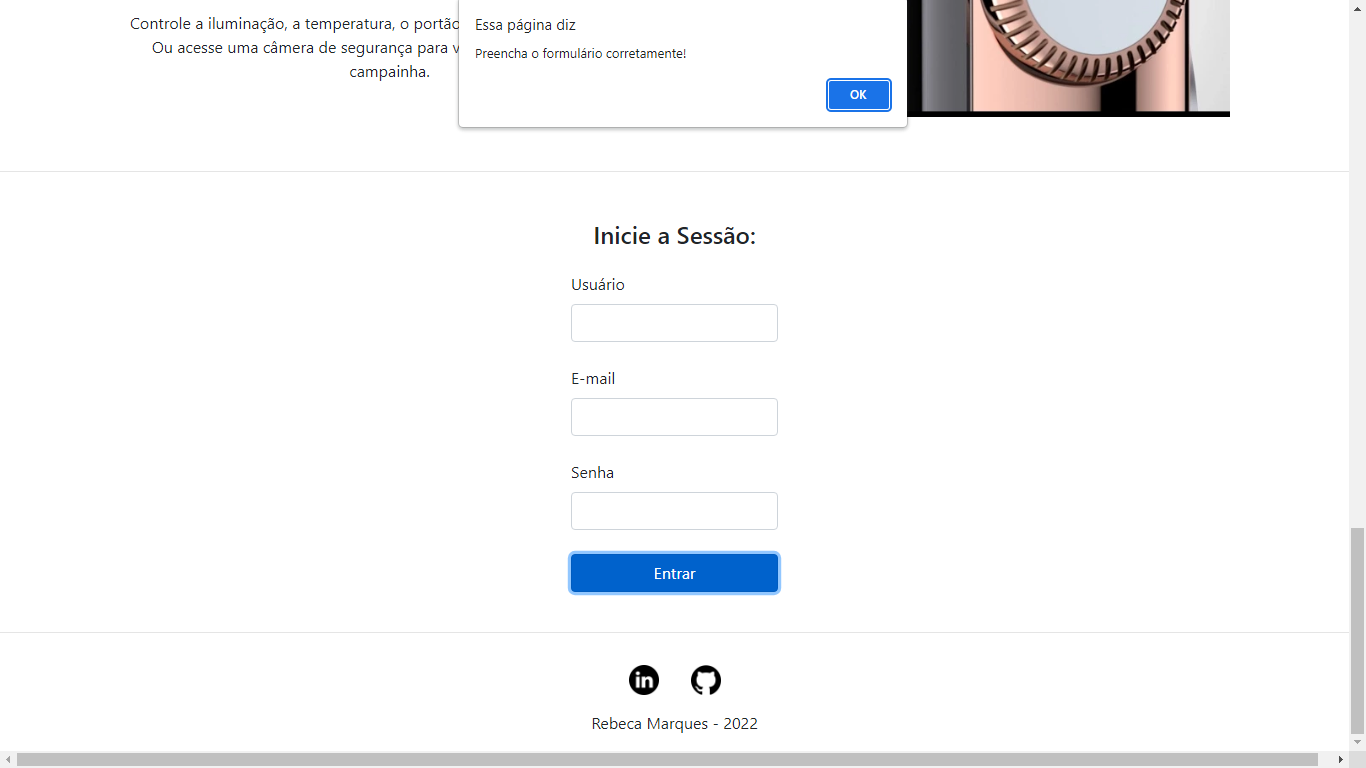 Controle a iluminação, a temperatura, o portão
Ou acesse uma câmera de segurança para v
campainha.
Essa página diz
Preencha o formulário corretamente!
OK
Inicie a Sessão:
Usuário
E-mail
Senha
Entrar
in
Rebeca Marques - 2022